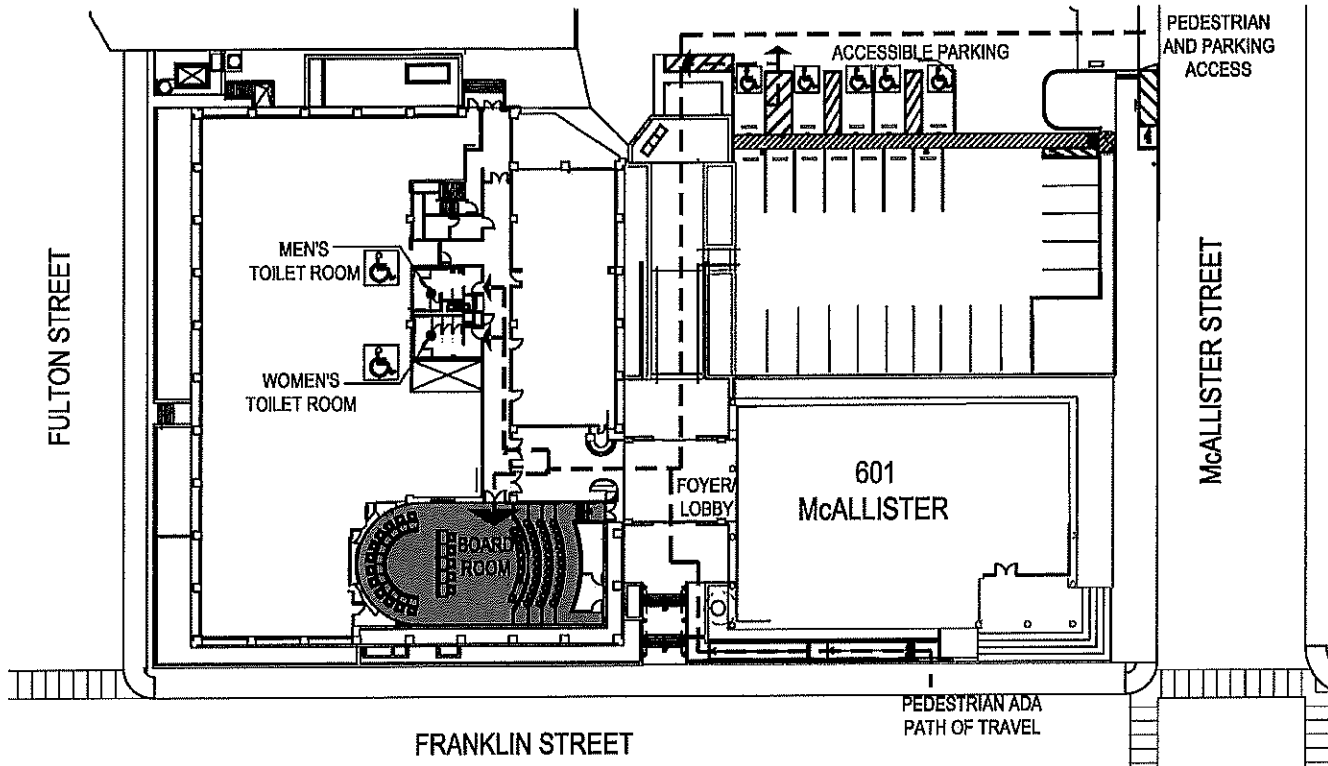 PEDESTRIAN
AND PARKING
ACCESS
ACCESSIBLE PARKING
MEN'S
TOILET ROOM
WOMEN'S
TOILET ROOM
FULTON STREET
McALLISTER STREET
FOYER/
LOBBY
601
McALLISTER
BOARD
ROOM
PEDESTRIAN ADA
PATH OF TRAVEL
FRANKLIN STREET